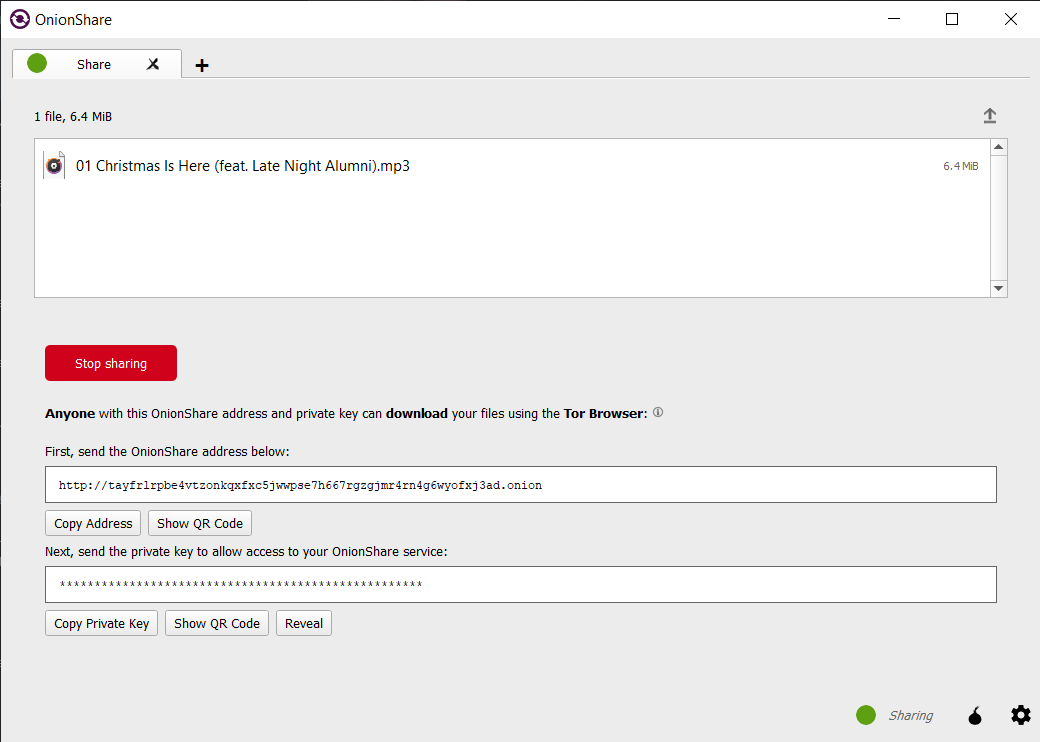 OnionShare
Share
1 file, 6.4 MiB
01 Christmas Is Here (feat. Late Night Alumni).mp3 6.4 MiB
Stop sharing
Anyone with this OnionShare address and private key can download your files using the Tor Browser:
First, send the OnionShare address below:
http://tayfrlrpbe4vtzonkqxfxc5jwwpse7h667rgzgjmr4rn4g6wyofxj3ad.onion
Copy Address Show QR Code
Next, send the private key to allow access to your OnionShare service:
****************************************************
Copy Private Key Show QR Code Reveal
Sharing